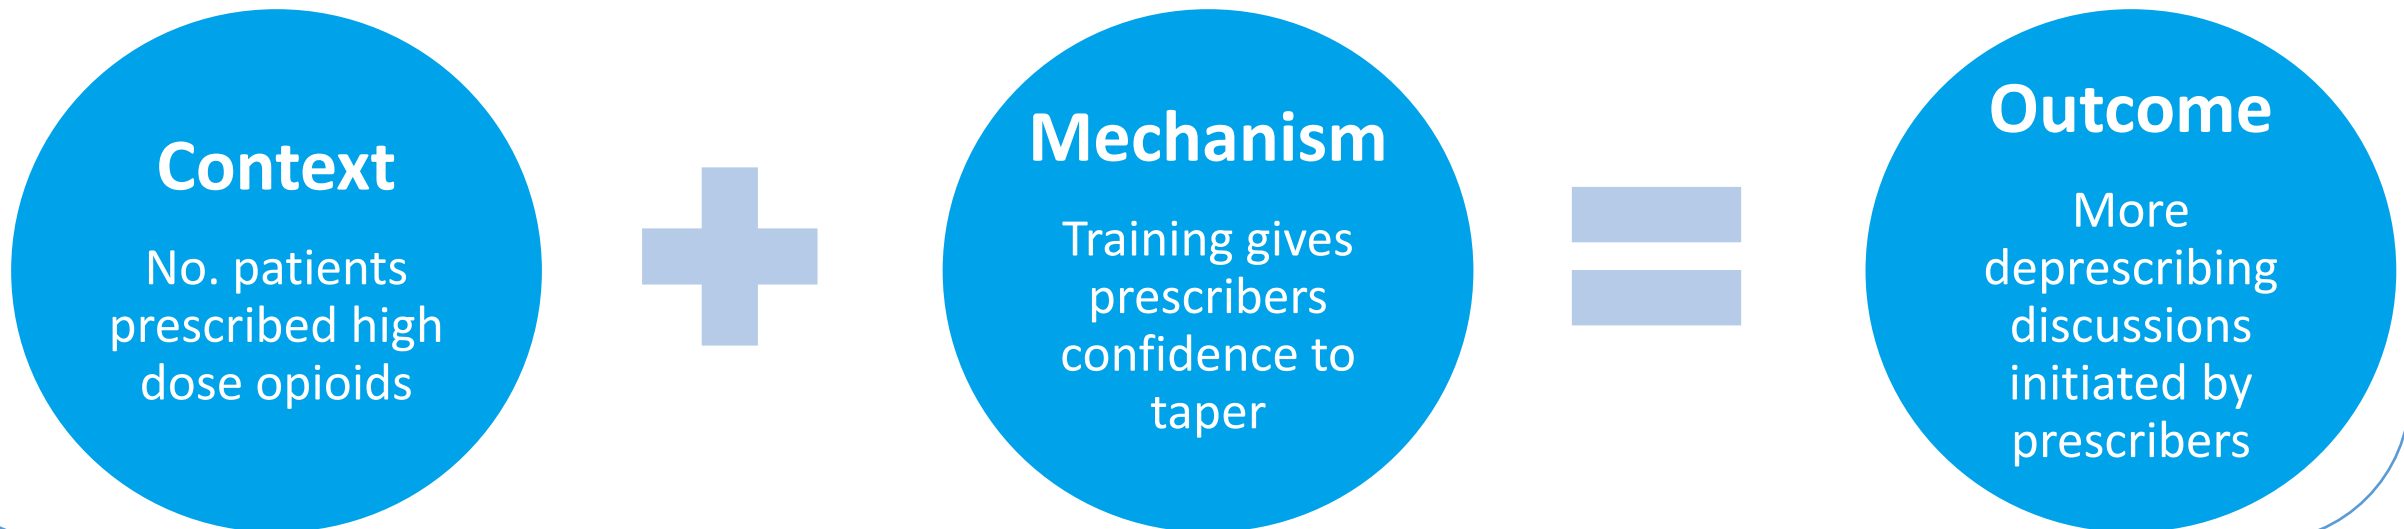 Context
No. patients
prescribed high
dose opioids
Mechanism
Training gives
prescribers
confidence to
taper
Outcome
More
deprescribing
discussions
initiated by
prescribers